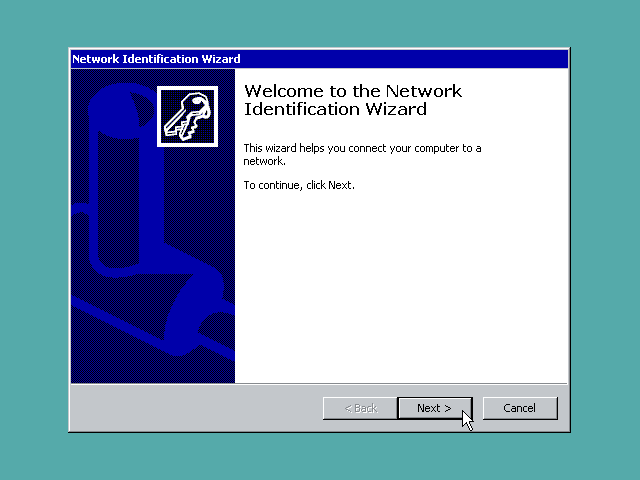 Network Identification Wizard
Welcome to the Network
Identification Wizard
This wizard helps you connect your computer to a
network.
To continue, click Next.
< Back
Next >
Cancel